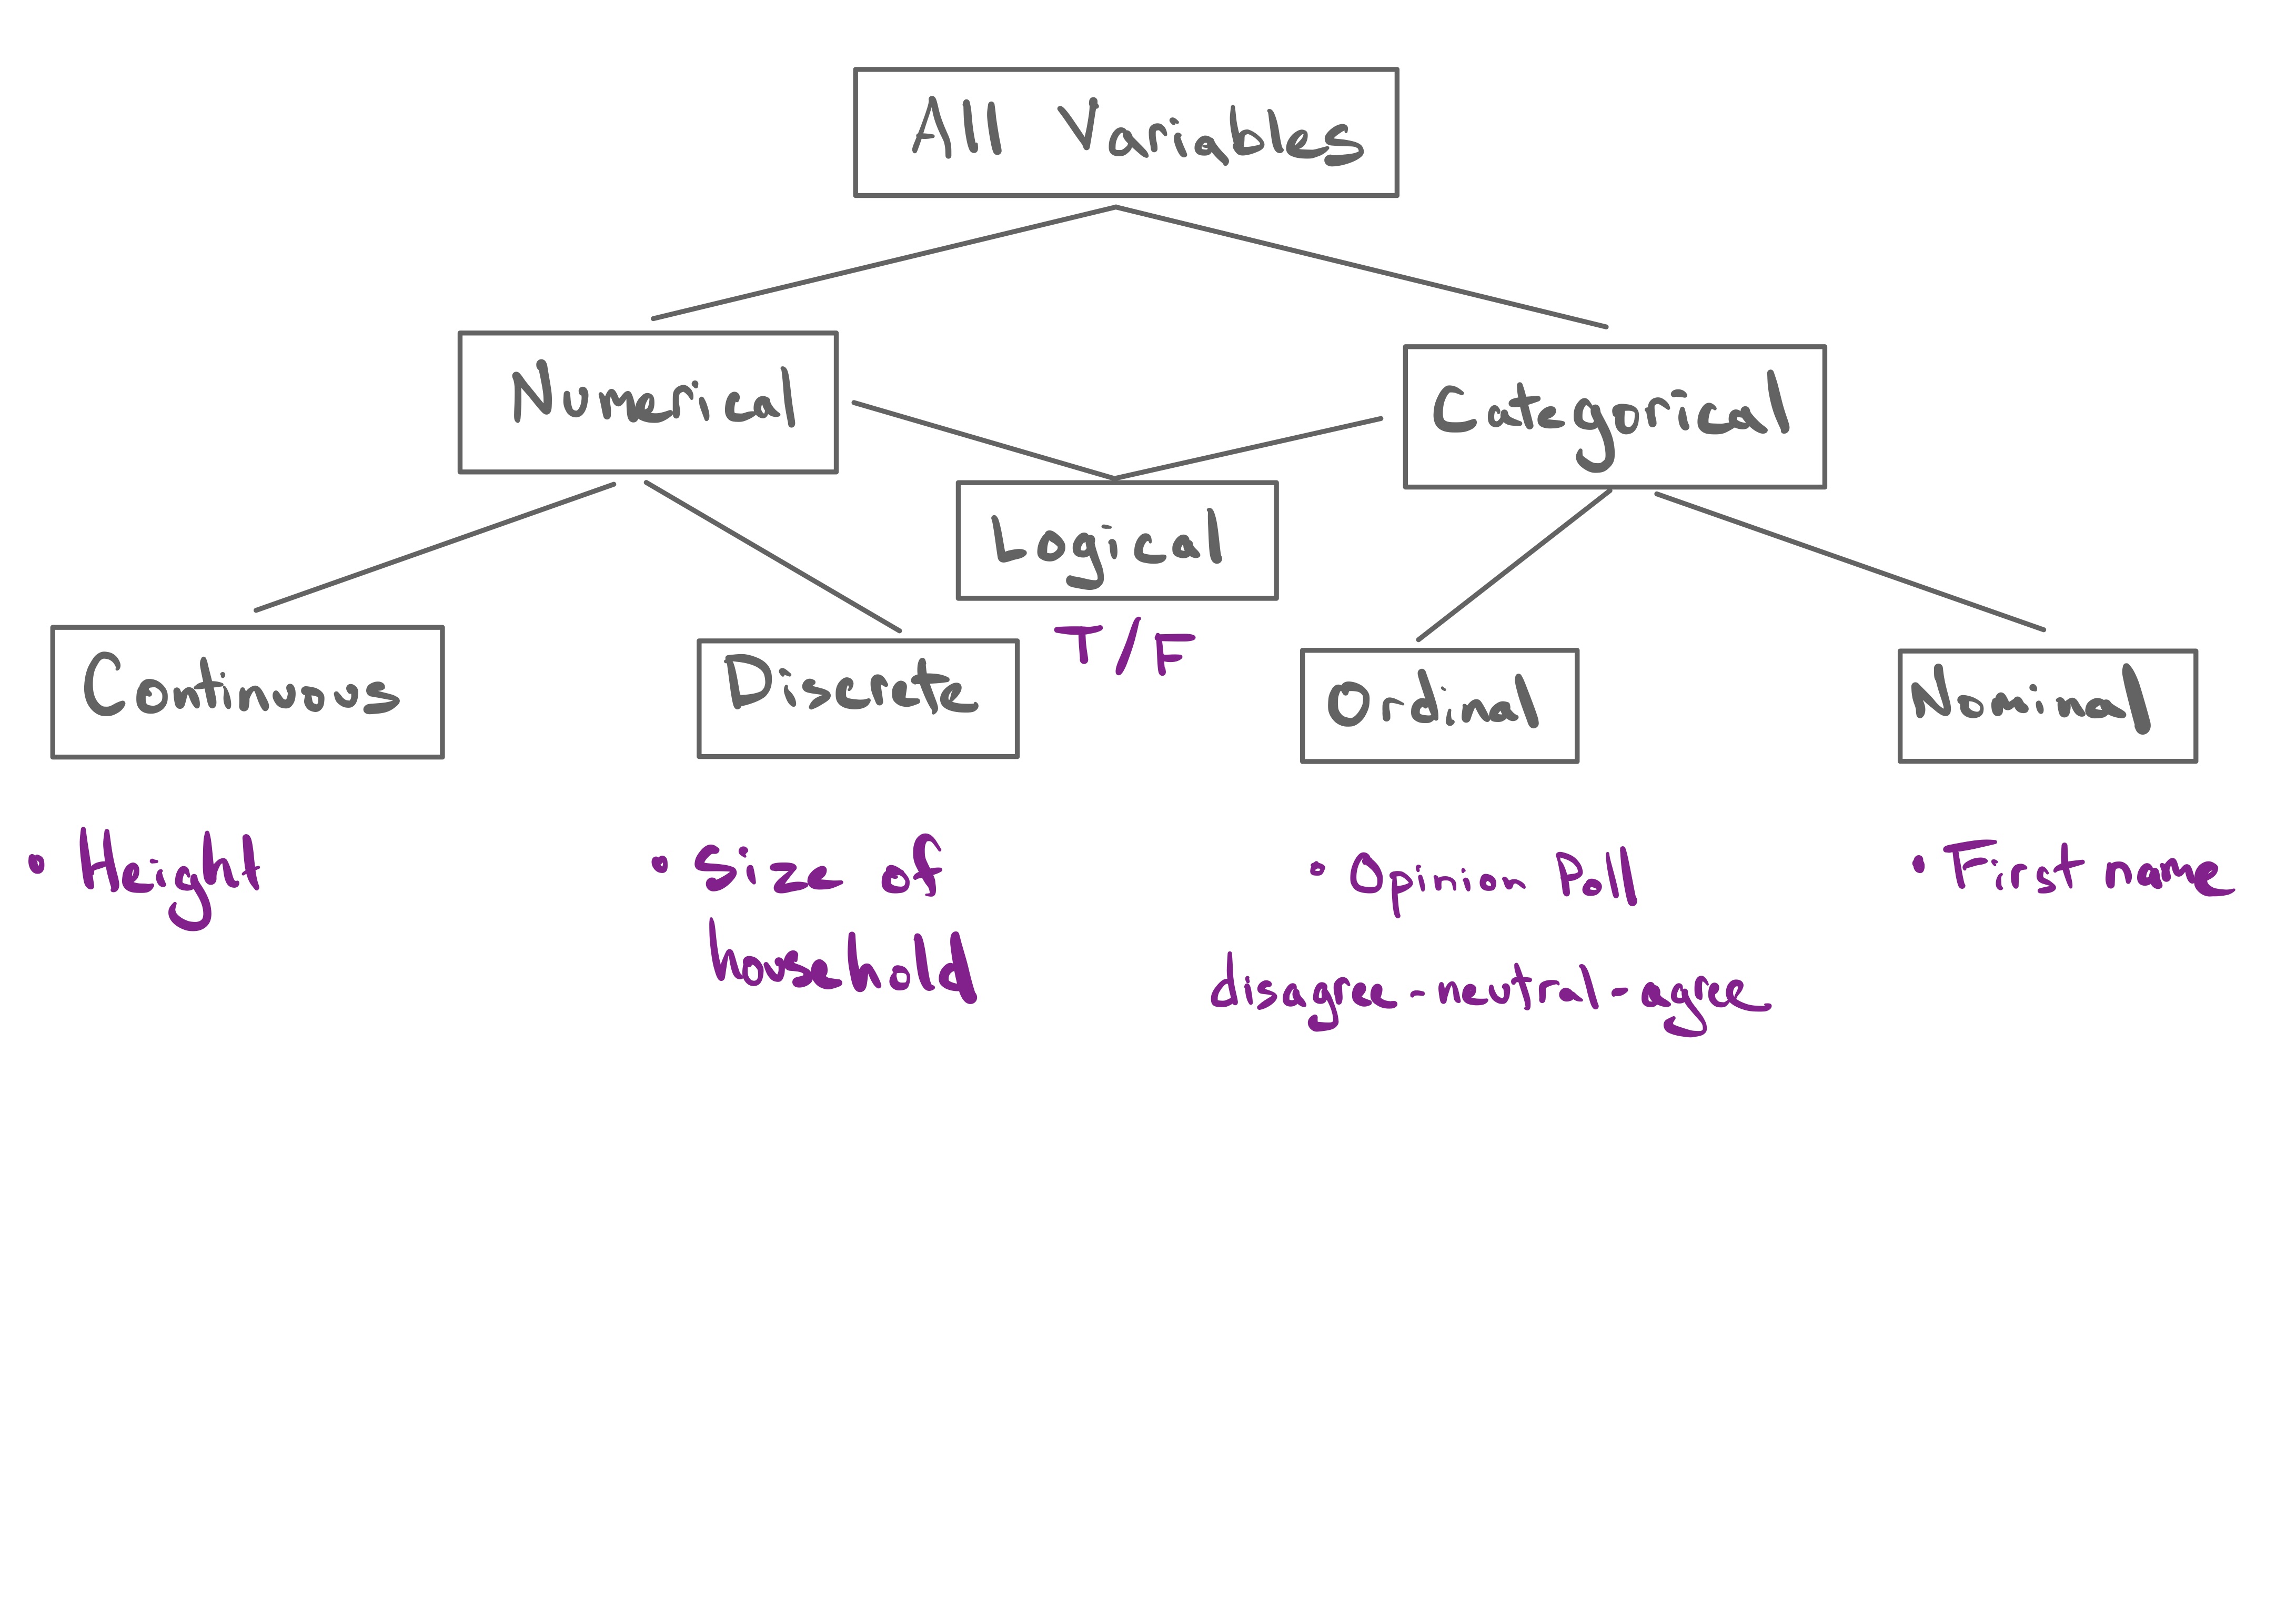 All Variables
Numerical
Categorical
Logical
T/F
Continuous
Discrete
Ordinal
Nominal
• Height
• Size of
household
• Opinion Poll
disagree - neutral - agree
• First name